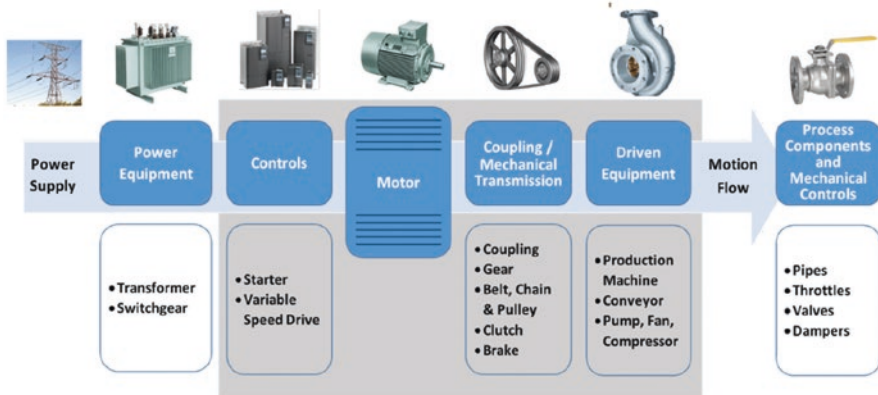 Power
Supply
Power
Equipment
Controls
Motor
Coupling /
Mechanical
Transmission
Driven
Equipment
Motion
Flow
Process
Components
and
Mechanical
Controls
• Transformer
• Switchgear
• Starter
• Variable
Speed Drive
• Coupling
• Gear
• Belt, Chain
& Pulley
• Clutch
• Brake
• Production
Machine
• Conveyor
• Pump, Fan,
Compressor
• Pipes
• Throttles
• Valves
• Dampers